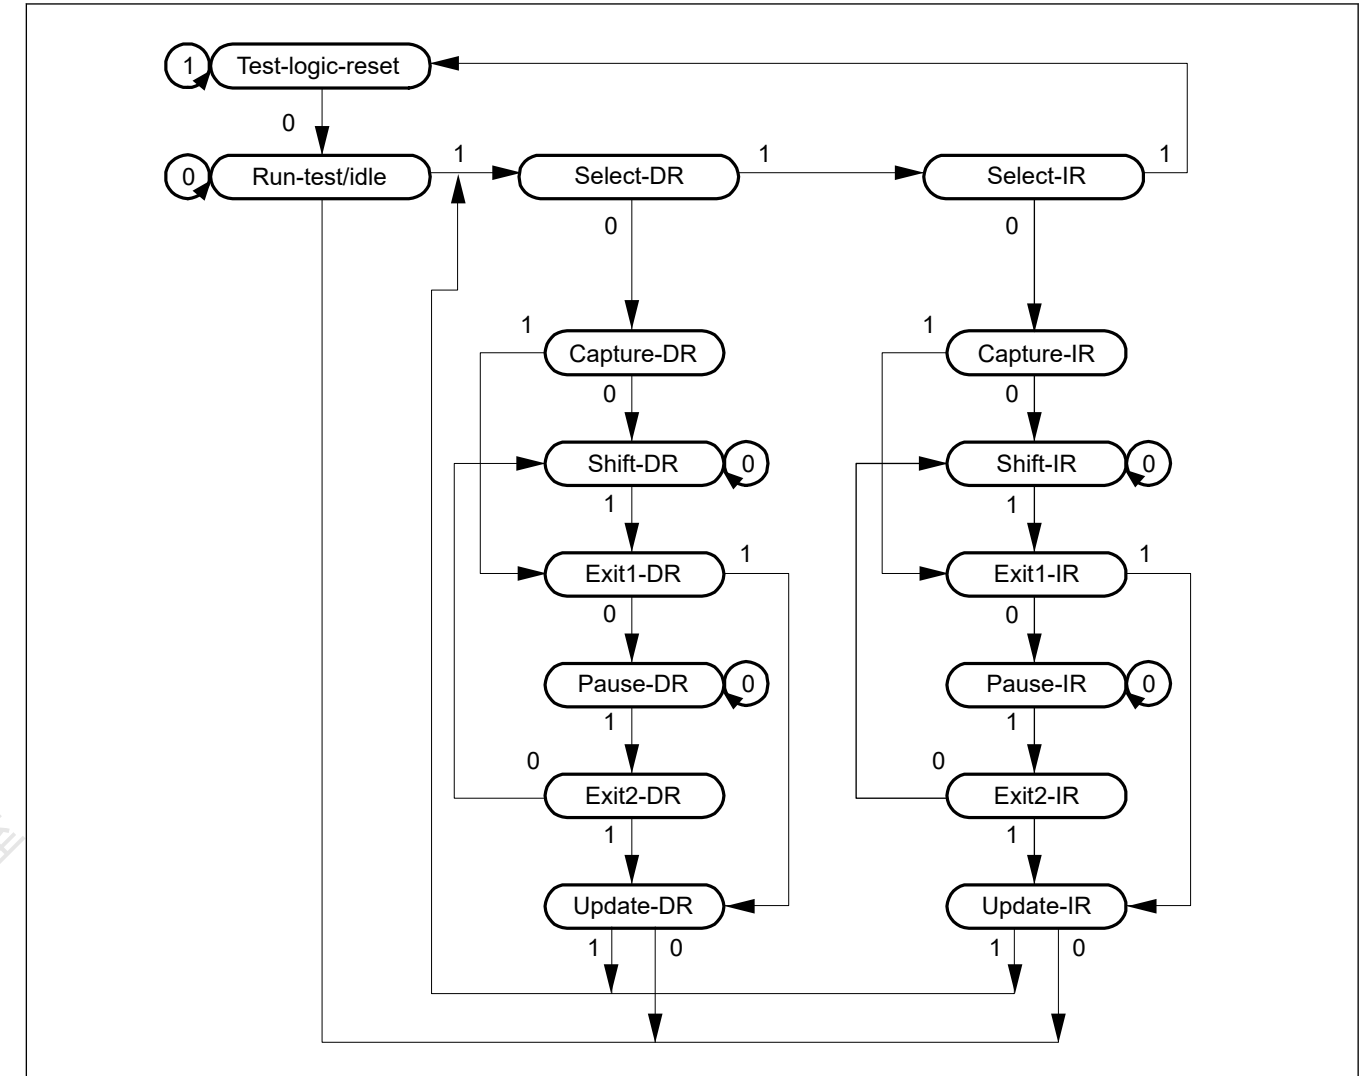 1 Test-logic-reset
0
0 Run-test/idle 1 Select-DR 1 Select-IR 1
0 0
1 1
Capture-DR Capture-IR
0 0
Shift-DR 0 Shift-IR 0
1 1
1 1
Exit1-DR Exit1-IR
0 0
Pause-DR 0 Pause-IR 0
1 1
0 0
Exit2-DR Exit2-IR
1 1
Update-DR Update-IR
1 0 1 0